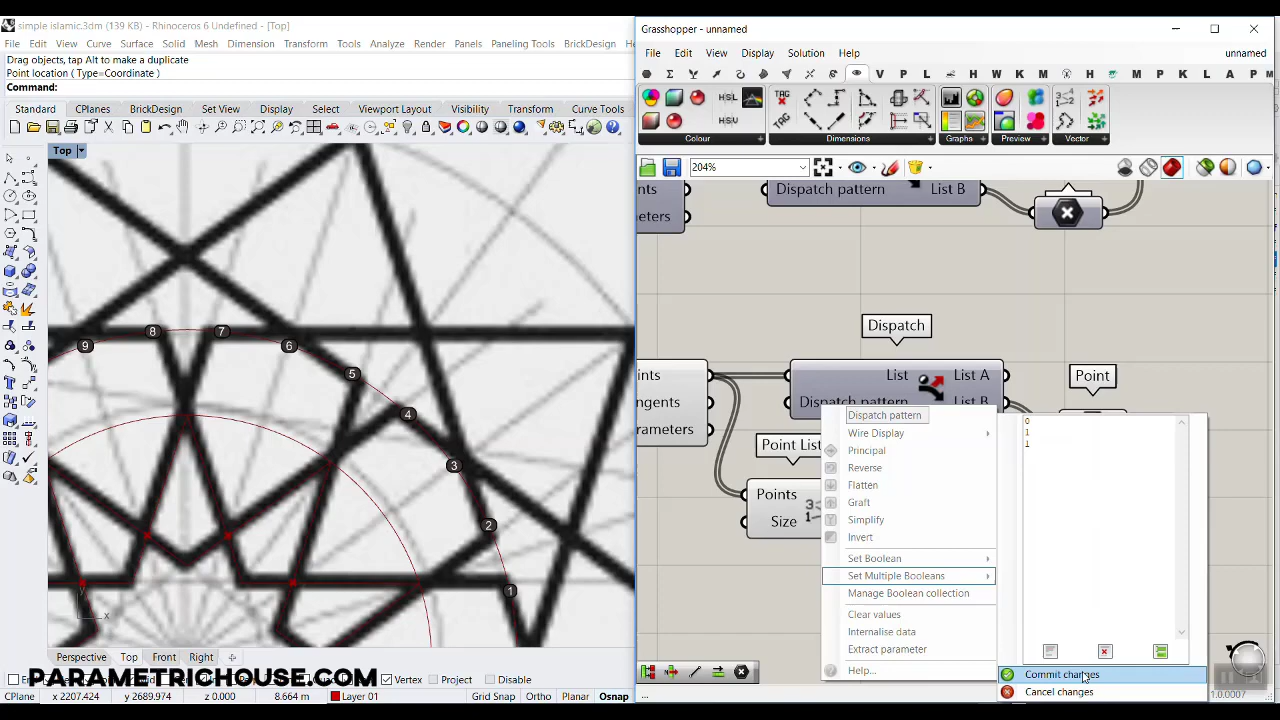 simple islamic.3dm (139 KB) - Rhinoceros 6 Undefined - [Top]
File Edit View Curve Surface Solid Mesh Dimension Transform Tools Analyze Render Panels Paneling Tools BrickDesign
Drag objects, tap Alt to make a duplicate
Point location ( Type=Coordinate )
Command:
Standard CPlanes BrickDesign Set View Display Select Viewport Layout Visibility Transform Curve Tools
Top
9 8 7 6 5 4 3 2 1
y
x
Perspective Top Front Right
PARAMETRICHOUSE.COM
Vertex Project Disable
CPlane x 2207.424 y 2689.974 z 0.000 8.664 m Layer 01 Grid Snap Ortho Planar Osnap
Grasshopper - unnamed
File Edit View Display Solution Help unnamed
V P L H W K M H M P K L A P
HSL TAG TAG
Colour Dimensions Graphs Preview Vector
204%
Dispatch pattern List B
Dispatch
List List A
Dispatch pattern List B
Point
Point List
Points
Size
Dispatch pattern
Wire Display
Principal
Reverse
Flatten
Graft
Simplify
Invert
Set Boolean
Set Multiple Booleans
Manage Boolean collection
Clear values
Internalise data
Extract parameter
Help...
0
1
1
Commit changes
Cancel changes
1.0.0007